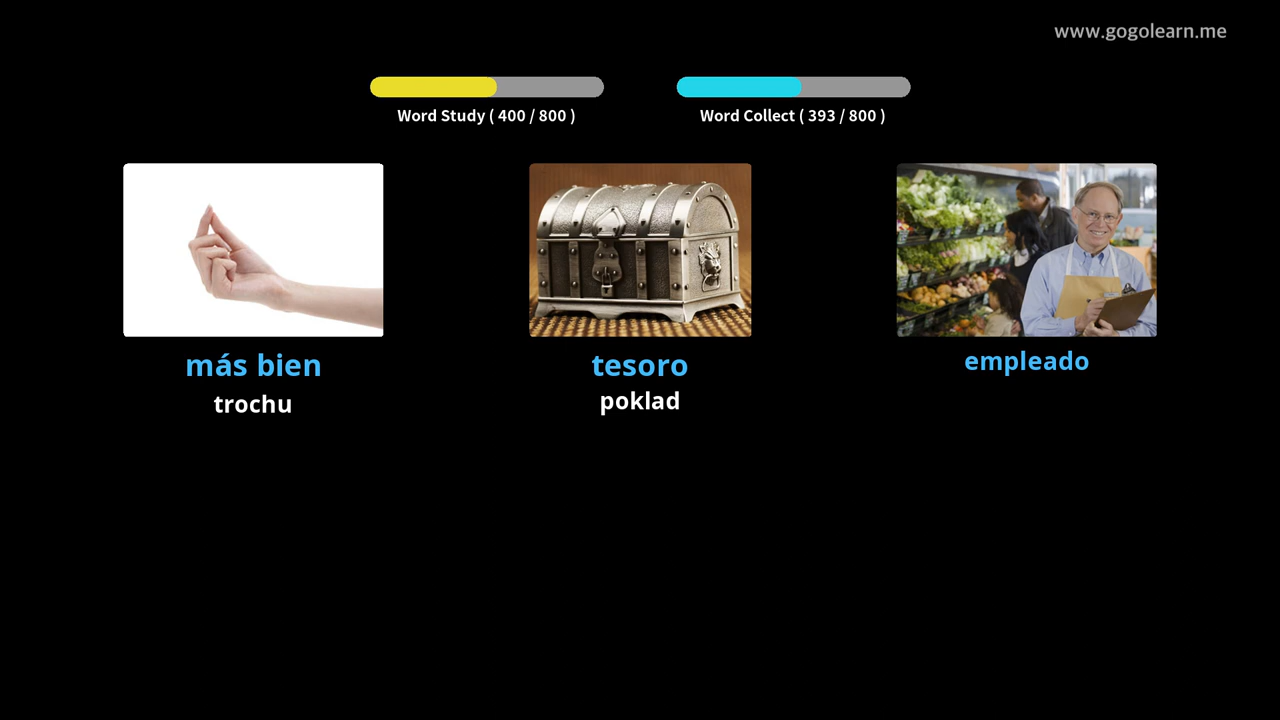 www.gogolearn.me
Word Study ( 400 / 800 )
Word Collect ( 393 / 800 )
más bien
trochu
tesoro
poklad
empleado